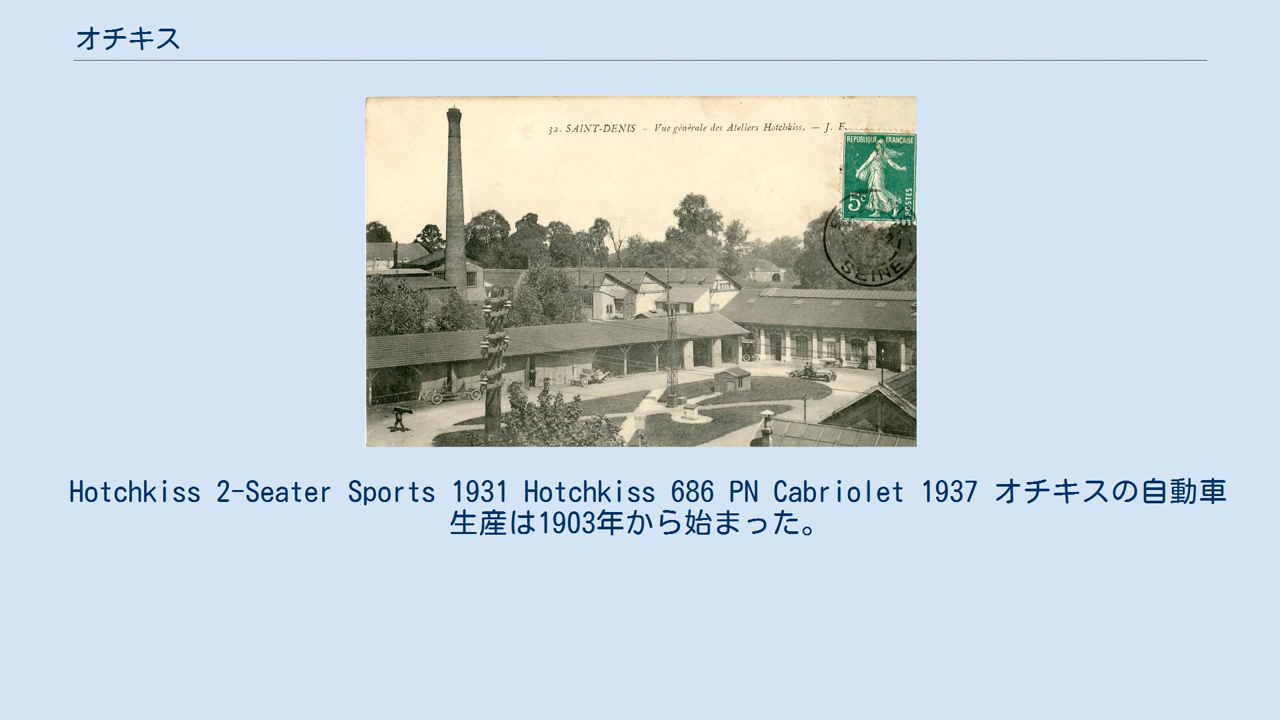 オチキス
32. SAINT-DENIS – Vue générale des Ateliers Hotchkiss. — J. F.
REPUBLIQUE FRANÇAISE
5c
POSTES
SEINE
Hotchkiss 2-Seater Sports 1931 Hotchkiss 686 PN Cabriolet 1937 オチキスの自動車
生産は1903年から始まった。